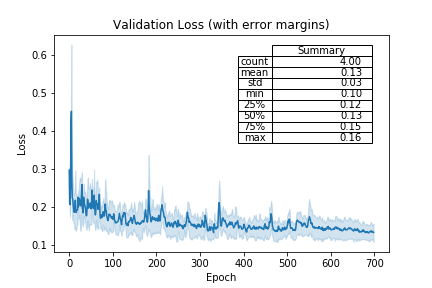 Validation Loss (with error margins)
Summary
count 4.00
mean 0.13
std 0.03
min 0.10
25% 0.12
50% 0.13
75% 0.15
max 0.16
0.6
0.5
0.4
0.3
0.2
0.1
Loss
0 100 200 300 400 500 600 700
Epoch